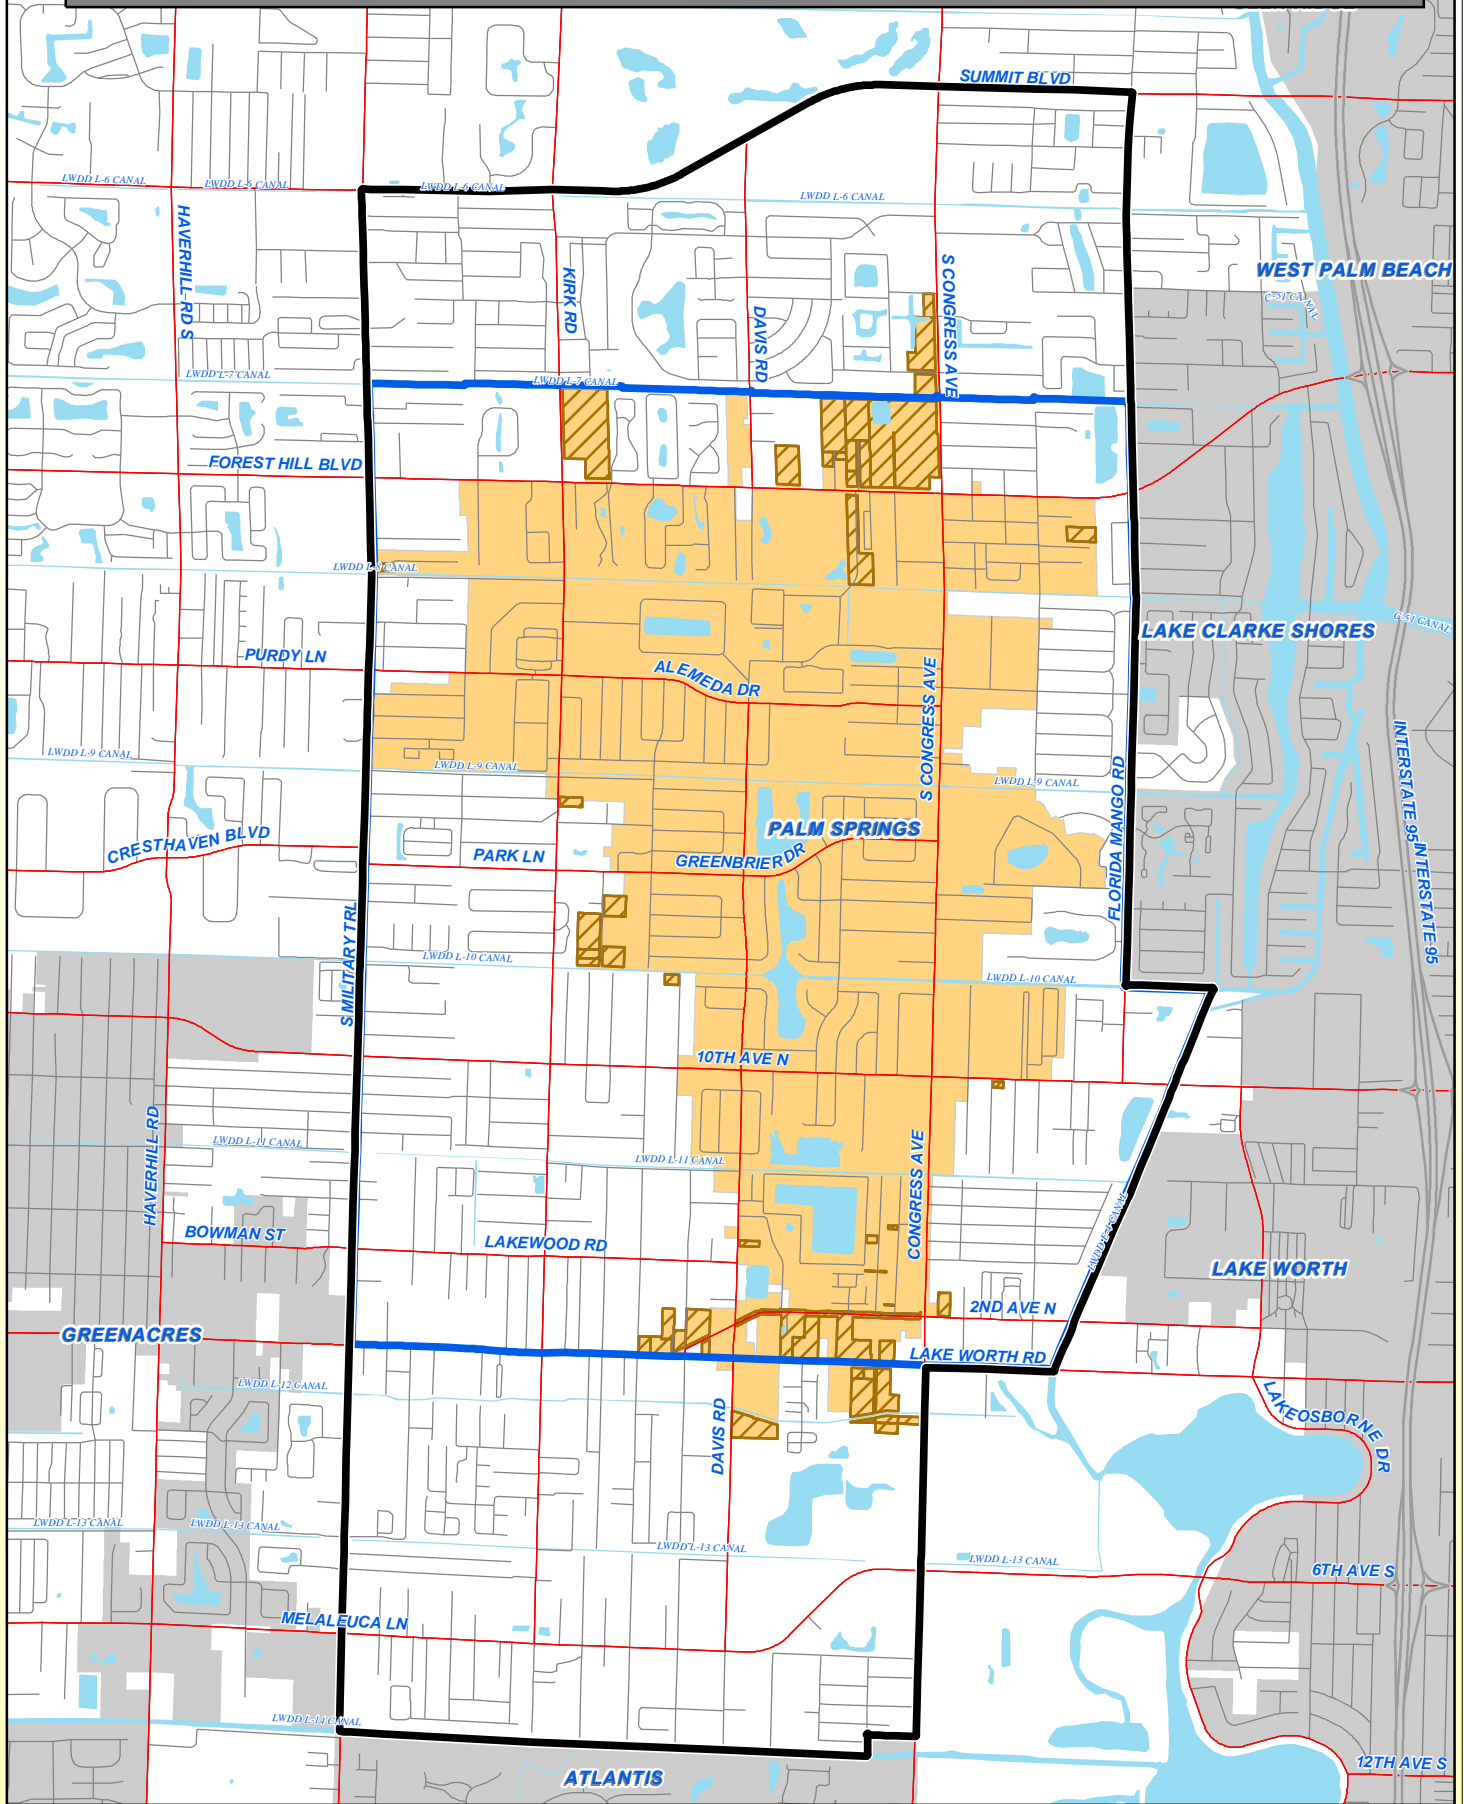 SUMMIT BLVD
LWDD L-6 CANAL
LWDD L-6 CANAL
LWDD L-6 CANAL
LWDD L-6 CANAL
HAVERHILL RD S
KIRK RD
DAVIS RD
S CONGRESS AVE
WEST PALM BEACH
C-51 CANAL
LWDD L-7 CANAL
LWDD L-7 CANAL
FOREST HILL BLVD
LWDD L-8 CANAL
C-51 CANAL
LAKE CLARKE SHORES
PURDY LN
ALEMEDA DR
S CONGRESS AVE
INTERSTATE 95
LWDD L-9 CANAL
LWDD L-9 CANAL
LWDD L-9 CANAL
FLORIDA MANGO RD
PALM SPRINGS
CRESTHAVEN BLVD
PARK LN
GREENBRIER DR
INTERSTATE 95
S MILITARY TRL
LWDD L-10 CANAL
LWDD L-10 CANAL
10TH AVE N
HAVERHILL RD
LWDD L-11 CANAL
LWDD L-11 CANAL
CONGRESS AVE
LWDD E-4 CANAL
BOWMAN ST
LAKEWOOD RD
LAKE WORTH
2ND AVE N
GREENACRES
LAKE WORTH RD
LWDD L-12 CANAL
LAKE OSBORNE DR
DAVIS RD
LWDD L-13 CANAL
LWDD L-13 CANAL
LWDD L-13 CANAL
LWDD L-13 CANAL
6TH AVE S
MELALEUCA LN
LWDD L-14 CANAL
12TH AVE S
ATLANTIS